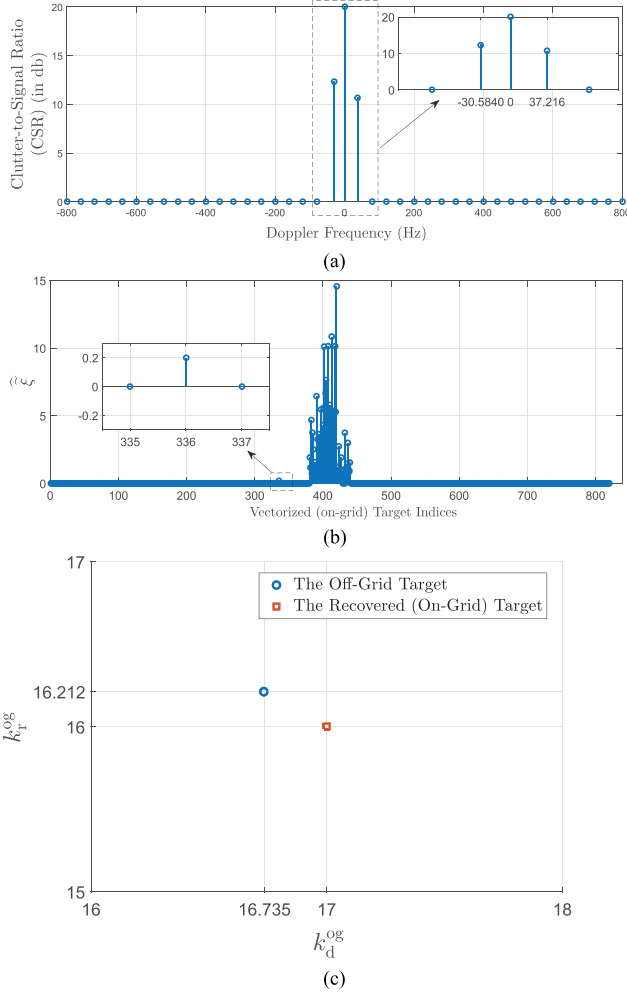 20
15
10
5
0
Clutter-to-Signal Ratio
(CSR) (in db)
20
10
0
-30.5840 0 37.216
-800 -600 -400 -200 0 200 400 600 800
Doppler Frequency (Hz)
(a)
15
10
5
0
ξ̃
0.2
0
-0.2
335 336 337
0 100 200 300 400 500 600 700 800
Vectorized (on-grid) Target Indices
(b)
17
The Off-Grid Target
The Recovered (On-Grid) Target
16.212
16
15
k_r^og
16 16.735 17 18
k_d^og
(c)